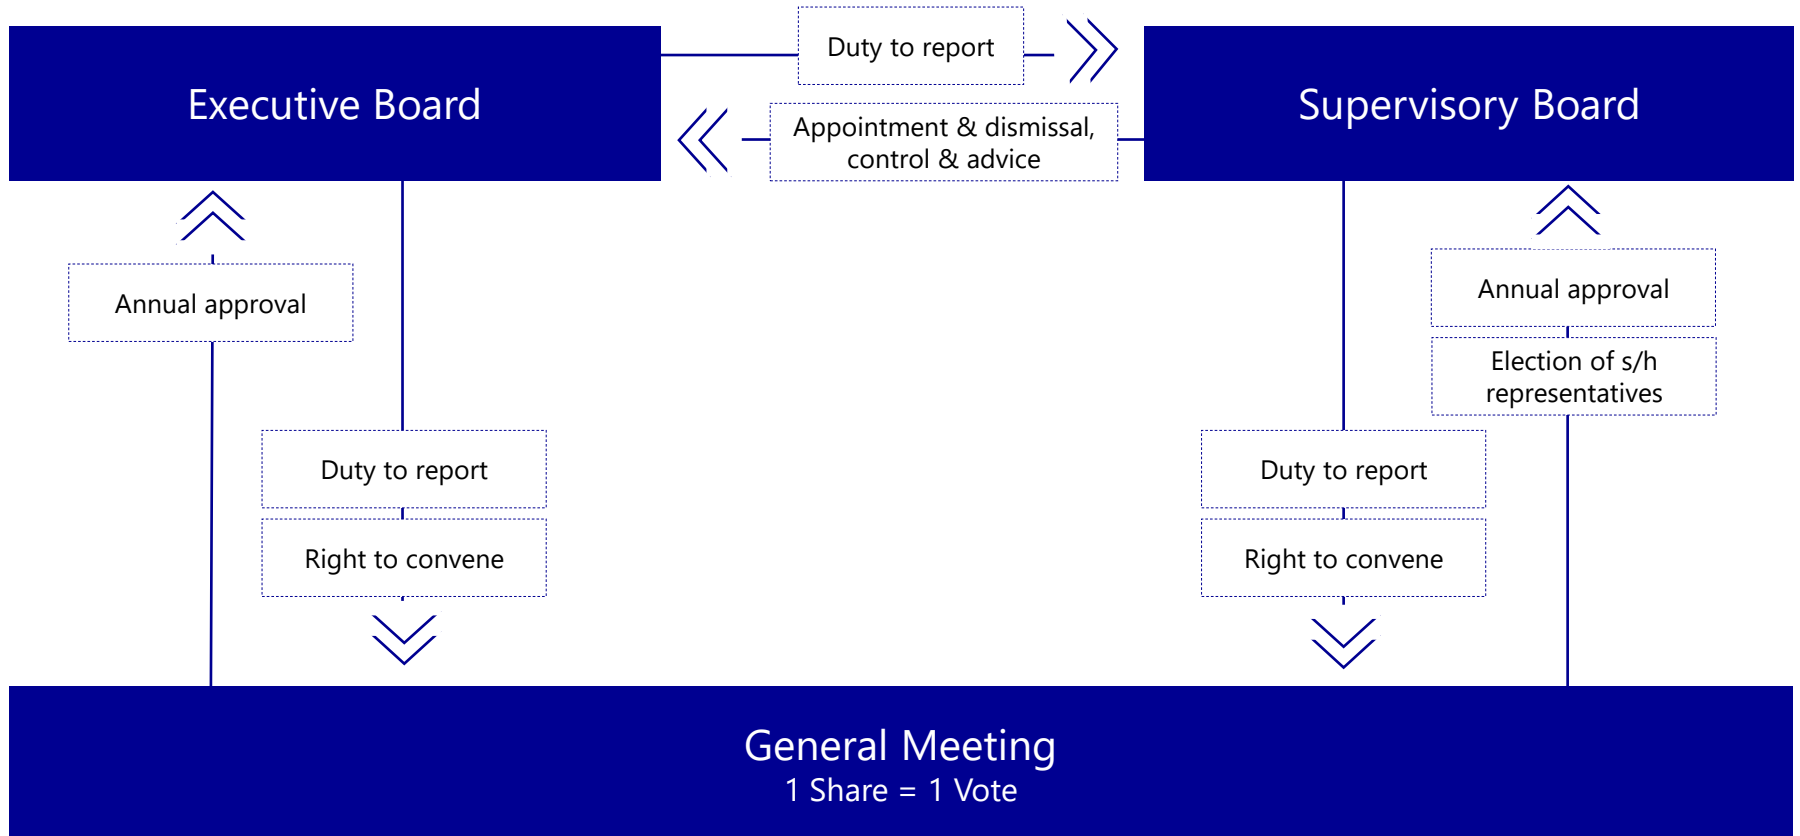 Duty to report
Executive Board
Supervisory Board
Appointment & dismissal,
control & advice
Annual approval
Annual approval
Election of s/h
representatives
Duty to report
Duty to report
Right to convene
Right to convene
General Meeting
1 Share = 1 Vote